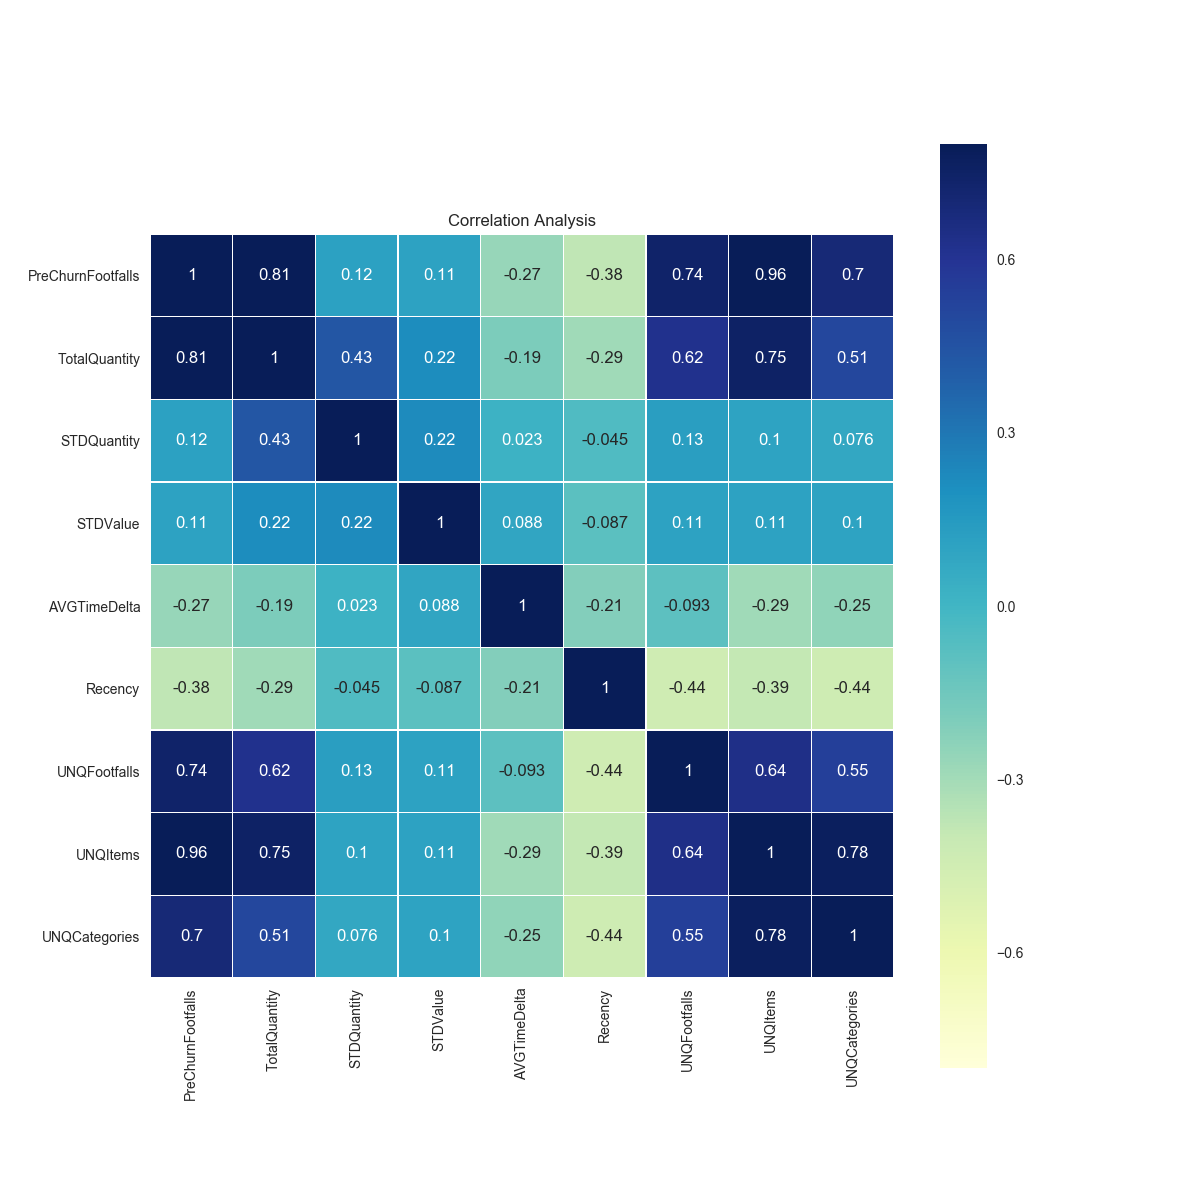 Correlation Analysis
PreChurnFootfalls 1 0.81 0.12 0.11 -0.27 -0.38 0.74 0.96 0.7
TotalQuantity 0.81 1 0.43 0.22 -0.19 -0.29 0.62 0.75 0.51
STDQuantity 0.12 0.43 1 0.22 0.023 -0.045 0.13 0.1 0.076
STDValue 0.11 0.22 0.22 1 0.088 -0.087 0.11 0.11 0.1
AVGTimeDelta -0.27 -0.19 0.023 0.088 1 -0.21 -0.093 -0.29 -0.25
Recency -0.38 -0.29 -0.045 -0.087 -0.21 1 -0.44 -0.39 -0.44
UNQFootfalls 0.74 0.62 0.13 0.11 -0.093 -0.44 1 0.64 0.55
UNQItems 0.96 0.75 0.1 0.11 -0.29 -0.39 0.64 1 0.78
UNQCategories 0.7 0.51 0.076 0.1 -0.25 -0.44 0.55 0.78 1
PreChurnFootfalls
TotalQuantity
STDQuantity
STDValue
AVGTimeDelta
Recency
UNQFootfalls
UNQItems
UNQCategories
0.6
0.3
0.0
−0.3
−0.6